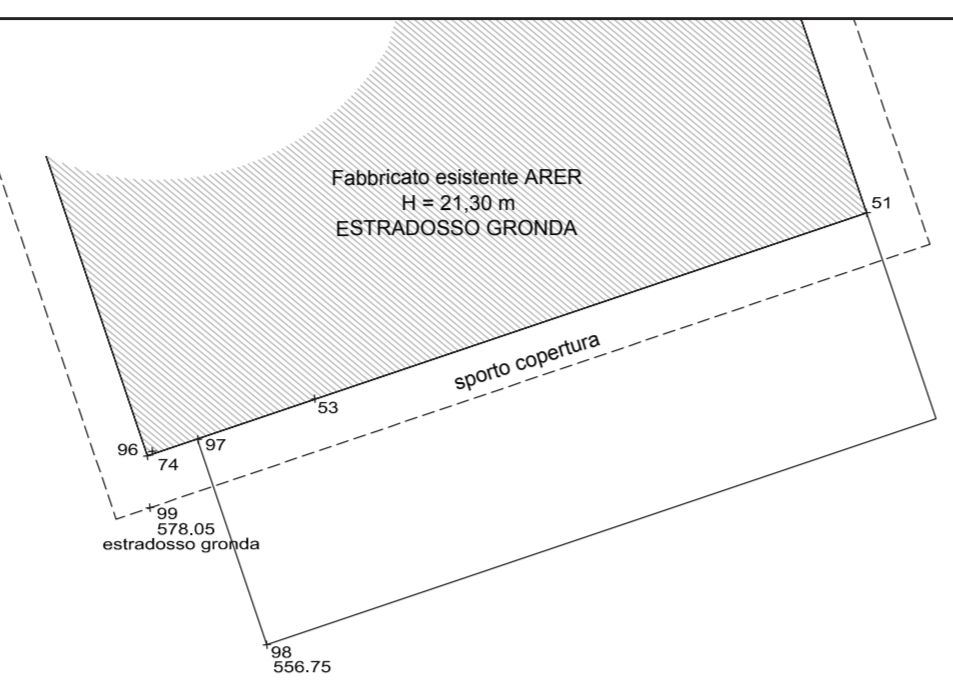 Fabbricato esistente ARER
H = 21,30 m
ESTRADOSSO GRONDA
51
sporto copertura
53
97
96
74
99
578.05
estradosso gronda
98
556.75